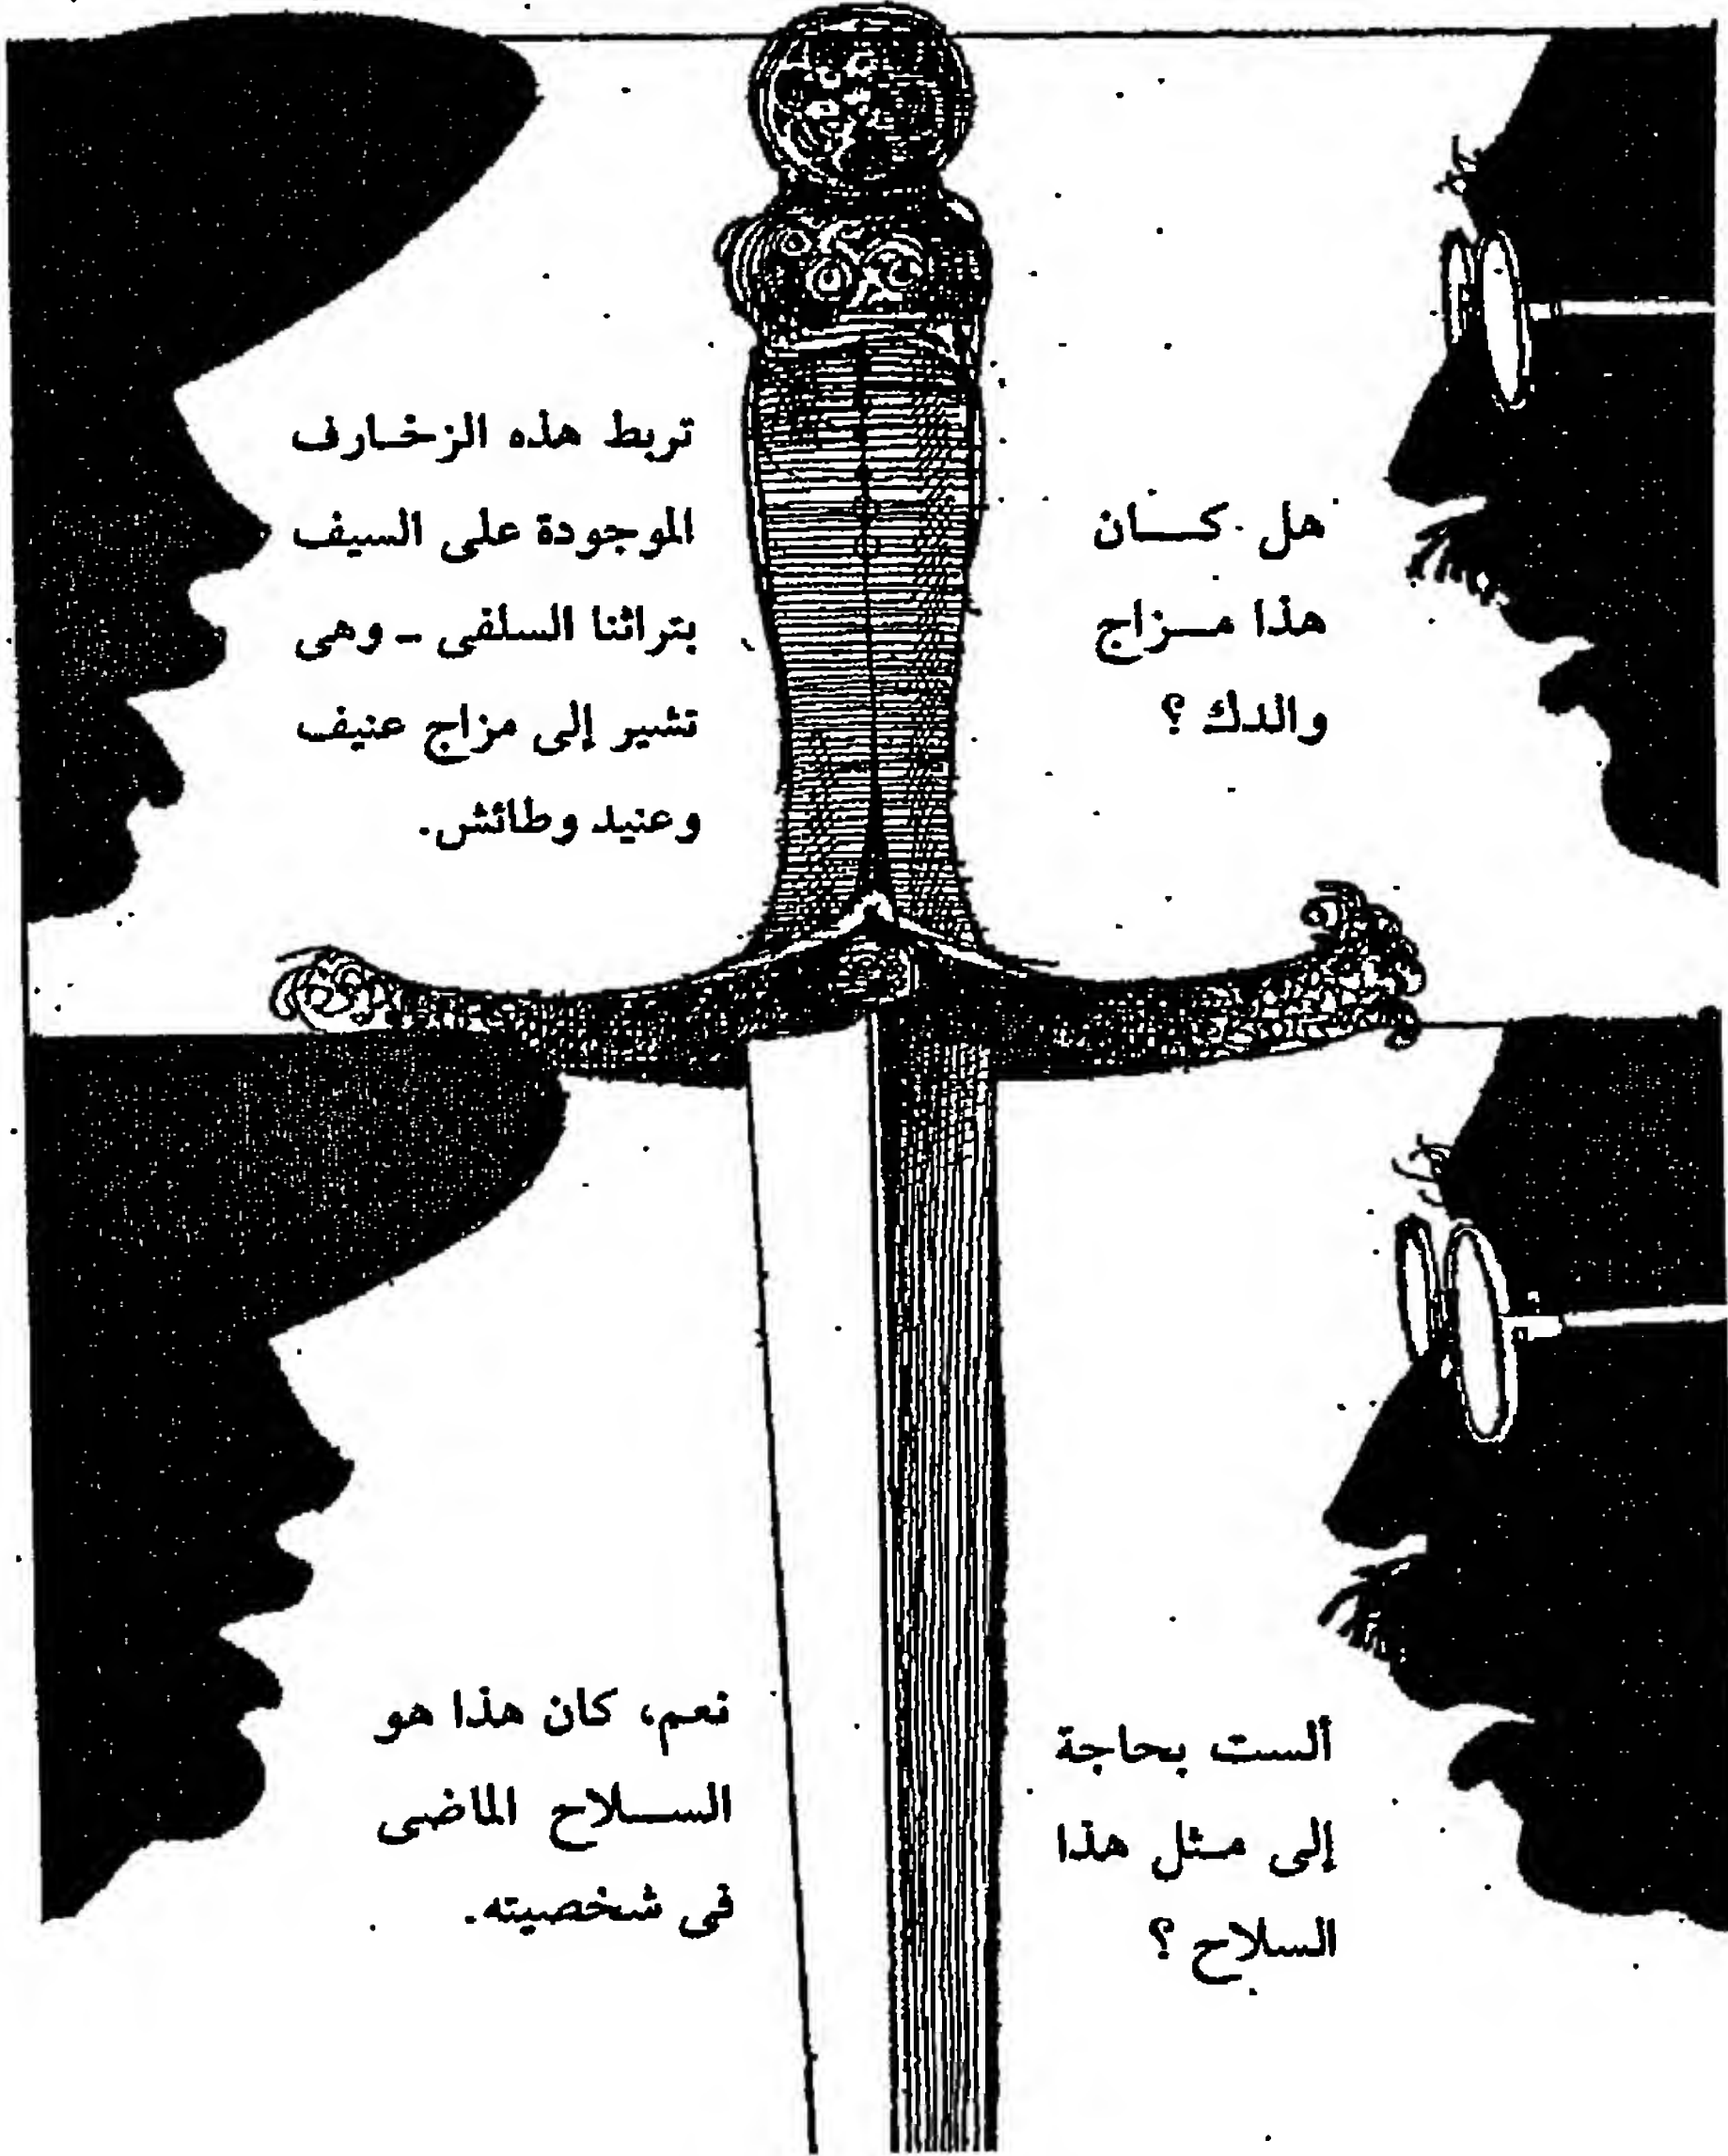 تربط هذه الزخارف
الموجودة على السيف
بتراثنا السلفى ـ وهى
تشير إلى مزاج عنيف
وعنيد وطائش.
هل كان
هذا مزاج
والدك ؟
نعم، كان هذا هو
السلاح الماضى
فى شخصيته.
ألست بحاجة
إلى مثل هذا
السلاح ؟